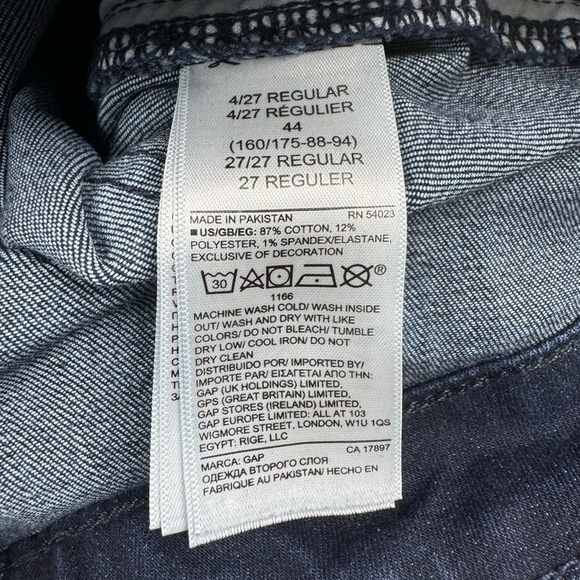 4/27 REGULAR
4/27 RÉGULIER
44
(160/175-88-94)
27/27 REGULAR
27 REGULER
MADE IN PAKISTAN RN 54023
■ US/GB/EG: 87% COTTON, 12%
POLYESTER, 1% SPANDEX/ELASTANE,
EXCLUSIVE OF DECORATION
30 ®
1166
MACHINE WASH COLD/ WASH INSIDE
OUT/ WASH AND DRY WITH LIKE
COLORS/ DO NOT BLEACH/ TUMBLE
DRY LOW/ COOL IRON/ DO NOT
DRY CLEAN
DISTRIBUIDO POR/ IMPORTED BY/
IMPORTE PAR/ ΕΙΣΑΓΕΤΑΙ ΑΠΟ ΤΗΝ:
GAP (UK HOLDINGS) LIMITED,
GPS (GREAT BRITAIN) LIMITED,
GAP STORES (IRELAND) LIMITED,
GAP EUROPE LIMITED: ALL AT 103
WIGMORE STREET, LONDON, W1U 1QS
EGYPT: RIGE, LLC
MARCA: GAP CA 17897
ОДЕЖДА ВТОРОГО СЛОЯ
FABRIQUÉ AU PAKISTAN/ HECHO EN